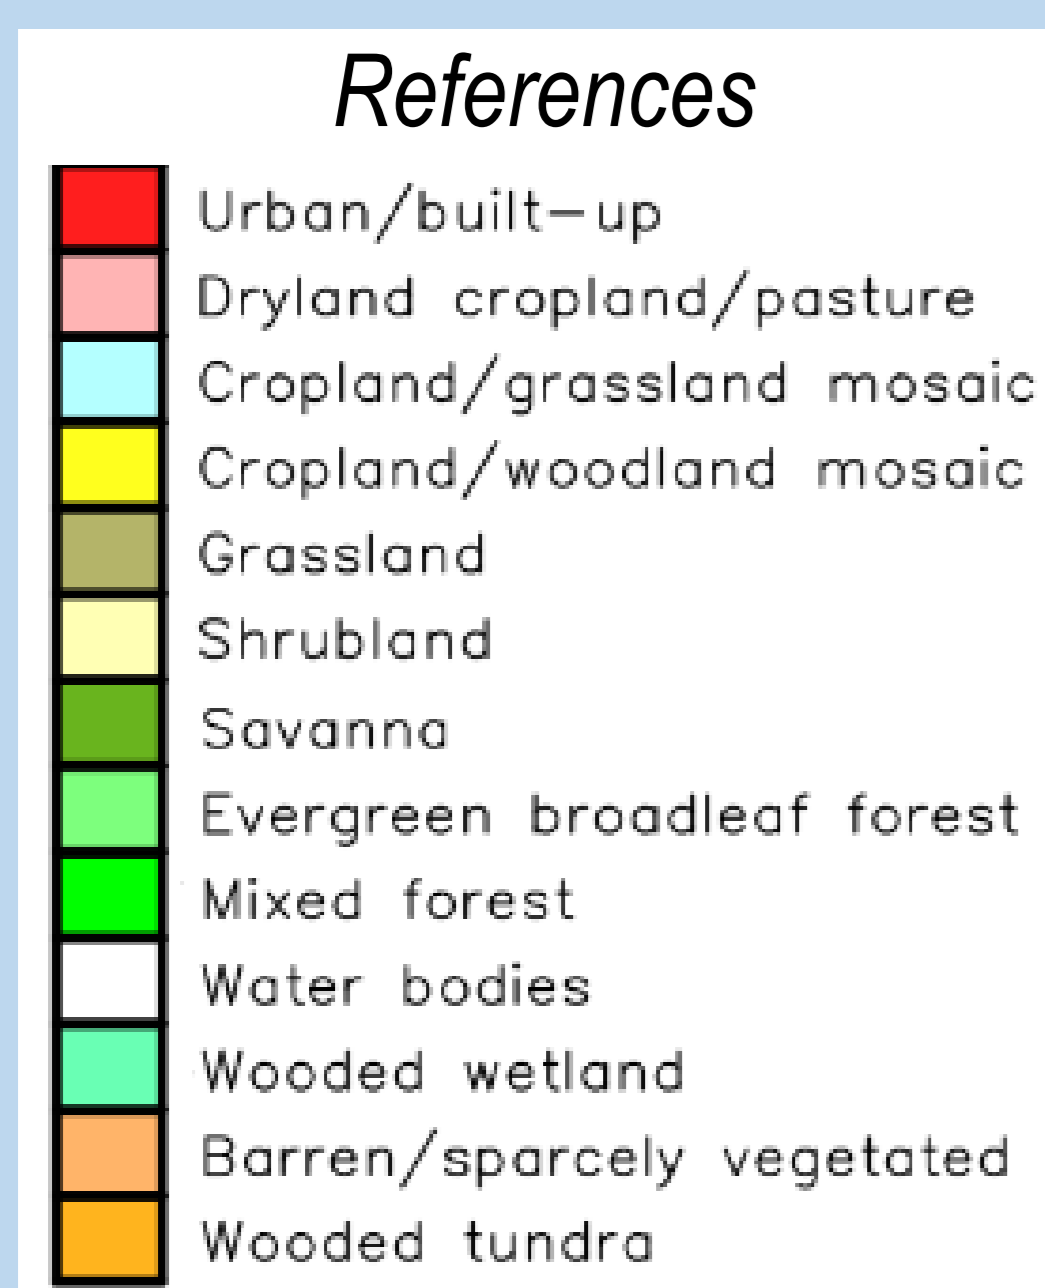 References
Urban/built-up
Dryland cropland/pasture
Cropland/grassland mosaic
Cropland/woodland mosaic
Grassland
Shrubland
Savanna
Evergreen broadleaf forest
Mixed forest
Water bodies
Wooded wetland
Barren/sparcely vegetated
Wooded tundra